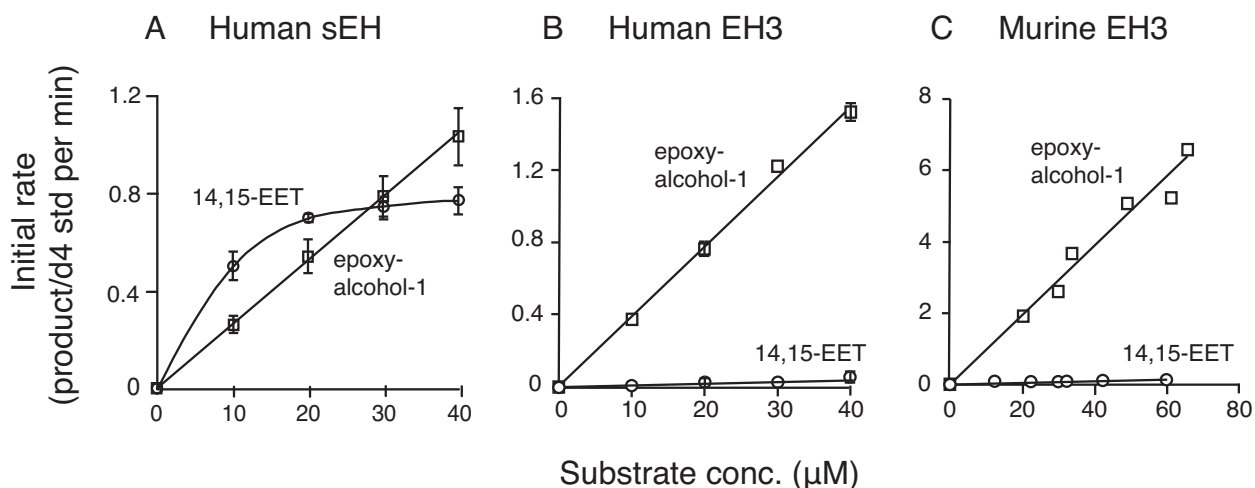 A Human sEH
B Human EH3
C Murine EH3
Initial rate
(product/d4 std per min)
1.2
0.8
0.4
0
0 10 20 30 40
14,15-EET
epoxy-
alcohol-1
1.6
1.2
0.8
0.4
0
0 10 20 30 40
epoxy-
alcohol-1
14,15-EET
8
6
4
2
0
0 20 40 60 80
epoxy-
alcohol-1
14,15-EET
Substrate conc. (µM)